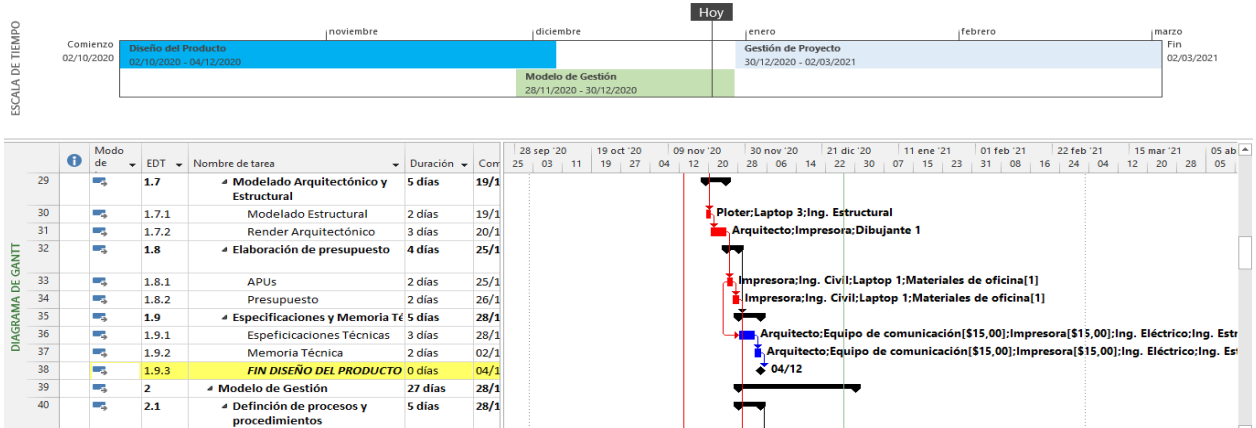 Hoy
noviembre diciembre enero febrero marzo
ESCALA DE TIEMPO
Comienzo
02/10/2020
Diseño del Producto
02/10/2020 - 04/12/2020
Gestión de Proyecto
30/12/2020 - 02/03/2021
Fin
02/03/2021
Modelo de Gestión
28/11/2020 - 30/12/2020
DIAGRAMA DE GANTT
Modo
de EDT Nombre de tarea Duración Com
28 sep '20 19 oct '20 09 nov '20 30 nov '20 21 dic '20 11 ene '21 01 feb '21 22 feb '21 15 mar '21 05 ab
25 03 11 19 27 04 12 20 28 06 14 22 30 07 15 23 31 08 16 24 04 12 20 28 05
29 1.7 Modelado Arquitectónico y 5 días 19/1
Estructural
30 1.7.1 Modelado Estructural 2 días 19/1 Ploter;Laptop 3;Ing. Estructural
31 1.7.2 Render Arquitectónico 3 días 20/1 Arquitecto;Impresora;Dibujante 1
32 1.8 Elaboración de presupuesto 4 días 25/1
33 1.8.1 APUs 2 días 25/1 Impresora;Ing. Civil;Laptop 1;Materiales de oficina[1]
34 1.8.2 Presupuesto 2 días 26/1 Impresora;Ing. Civil;Laptop 1;Materiales de oficina[1]
35 1.9 Especificaciones y Memoria Té 5 días 28/1
36 1.9.1 Espeficicaciones Técnicas 3 días 28/1 Arquitecto;Equipo de comunicación[$15,00];Impresora[$15,00];Ing. Eléctrico;Ing. Estr
37 1.9.2 Memoria Técnica 2 días 02/1 Arquitecto;Equipo de comunicación[$15,00];Impresora[$15,00];Ing. Eléctrico;Ing. Est
38 1.9.3 FIN DISEÑO DEL PRODUCTO 0 días 04/1 04/12
39 2 Modelo de Gestión 27 días 28/1
40 2.1 Definción de procesos y 5 días 28/1
procedimientos